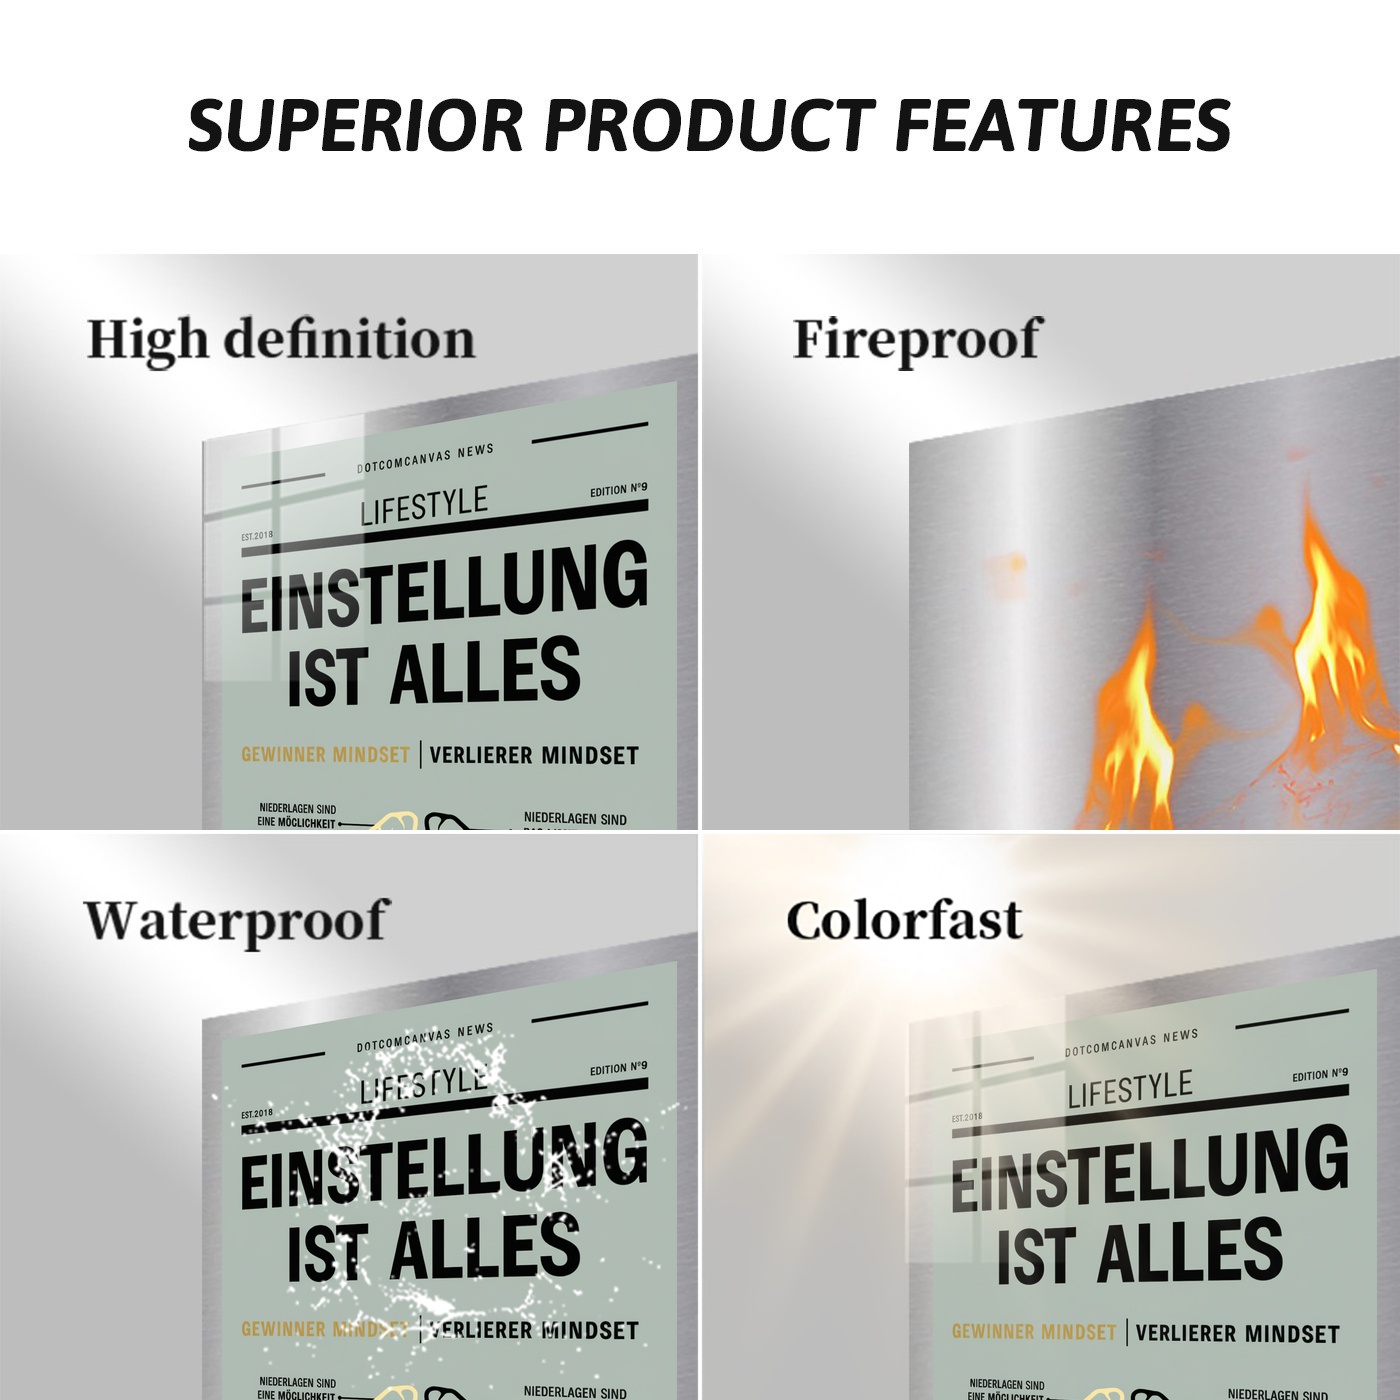 SUPERIOR PRODUCT FEATURES
High definition
DOTCOMCANVAS NEWS
LIFESTYLE
EDITION Nº9
EST.2018
EINSTELLUNG
IST ALLES
GEWINNER MINDSET | VERLIERER MINDSET
NIEDERLAGEN SIND
EINE MÖGLICHKEIT
NIEDERLAGEN SIND
Fireproof
Waterproof
DOTCOMCANVAS NEWS
LIFESTYLE
EDITION Nº9
EST.2018
EINSTELLUNG
IST ALLES
GEWINNER MINDSET | VERLIERER MINDSET
NIEDERLAGEN SIND
EINE MÖGLICHKEIT
NIEDERLAGEN SIND
Colorfast
DOTCOMCANVAS NEWS
LIFESTYLE
EDITION Nº9
EST.2018
EINSTELLUNG
IST ALLES
GEWINNER MINDSET | VERLIERER MINDSET
NIEDERLAGEN SIND
EINE MÖGLICHKEIT
NIEDERLAGEN SIND